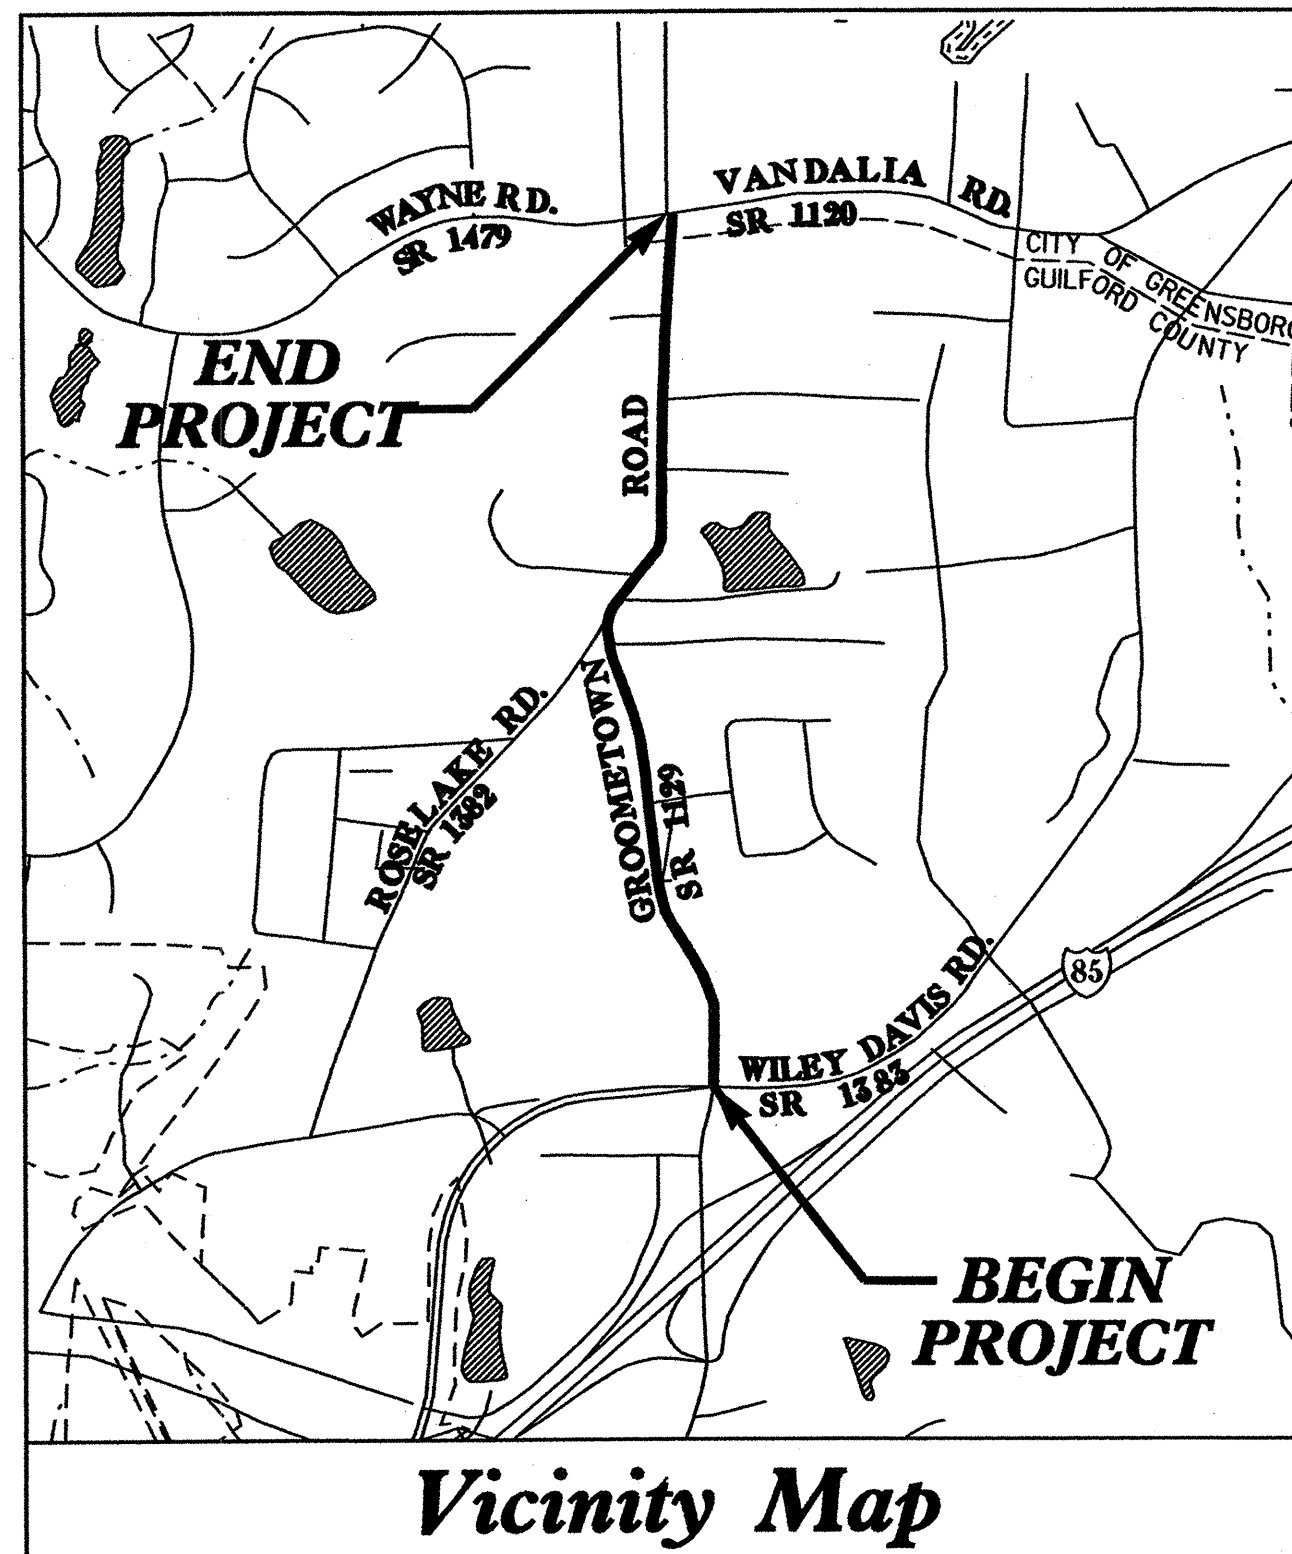 VANDALIA RD.
SR 1120
WAYNE RD.
SR 1479
CITY OF GREENSBORO
GUILFORD COUNTY
END
PROJECT
ROAD
GROOMETOWN
SR 1129
ROSELAKE RD.
SR 1382
85
WILEY DAVIS RD.
SR 1383
BEGIN
PROJECT
Vicinity Map